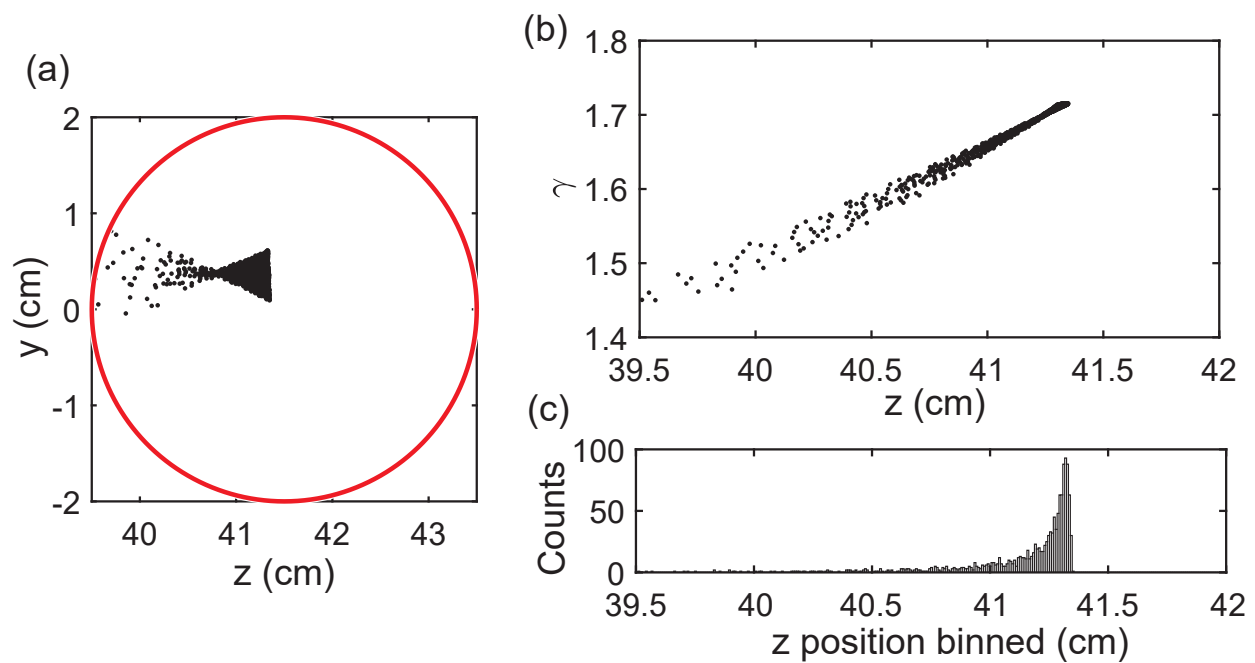 (a)
2
1
0
-1
-2
y (cm)
40 41 42 43
z (cm)
(b)
1.8
1.7
1.6
1.5
1.4
γ
39.5 40 40.5 41 41.5 42
z (cm)
(c)
100
50
0
Counts
39.5 40 40.5 41 41.5 42
z position binned (cm)